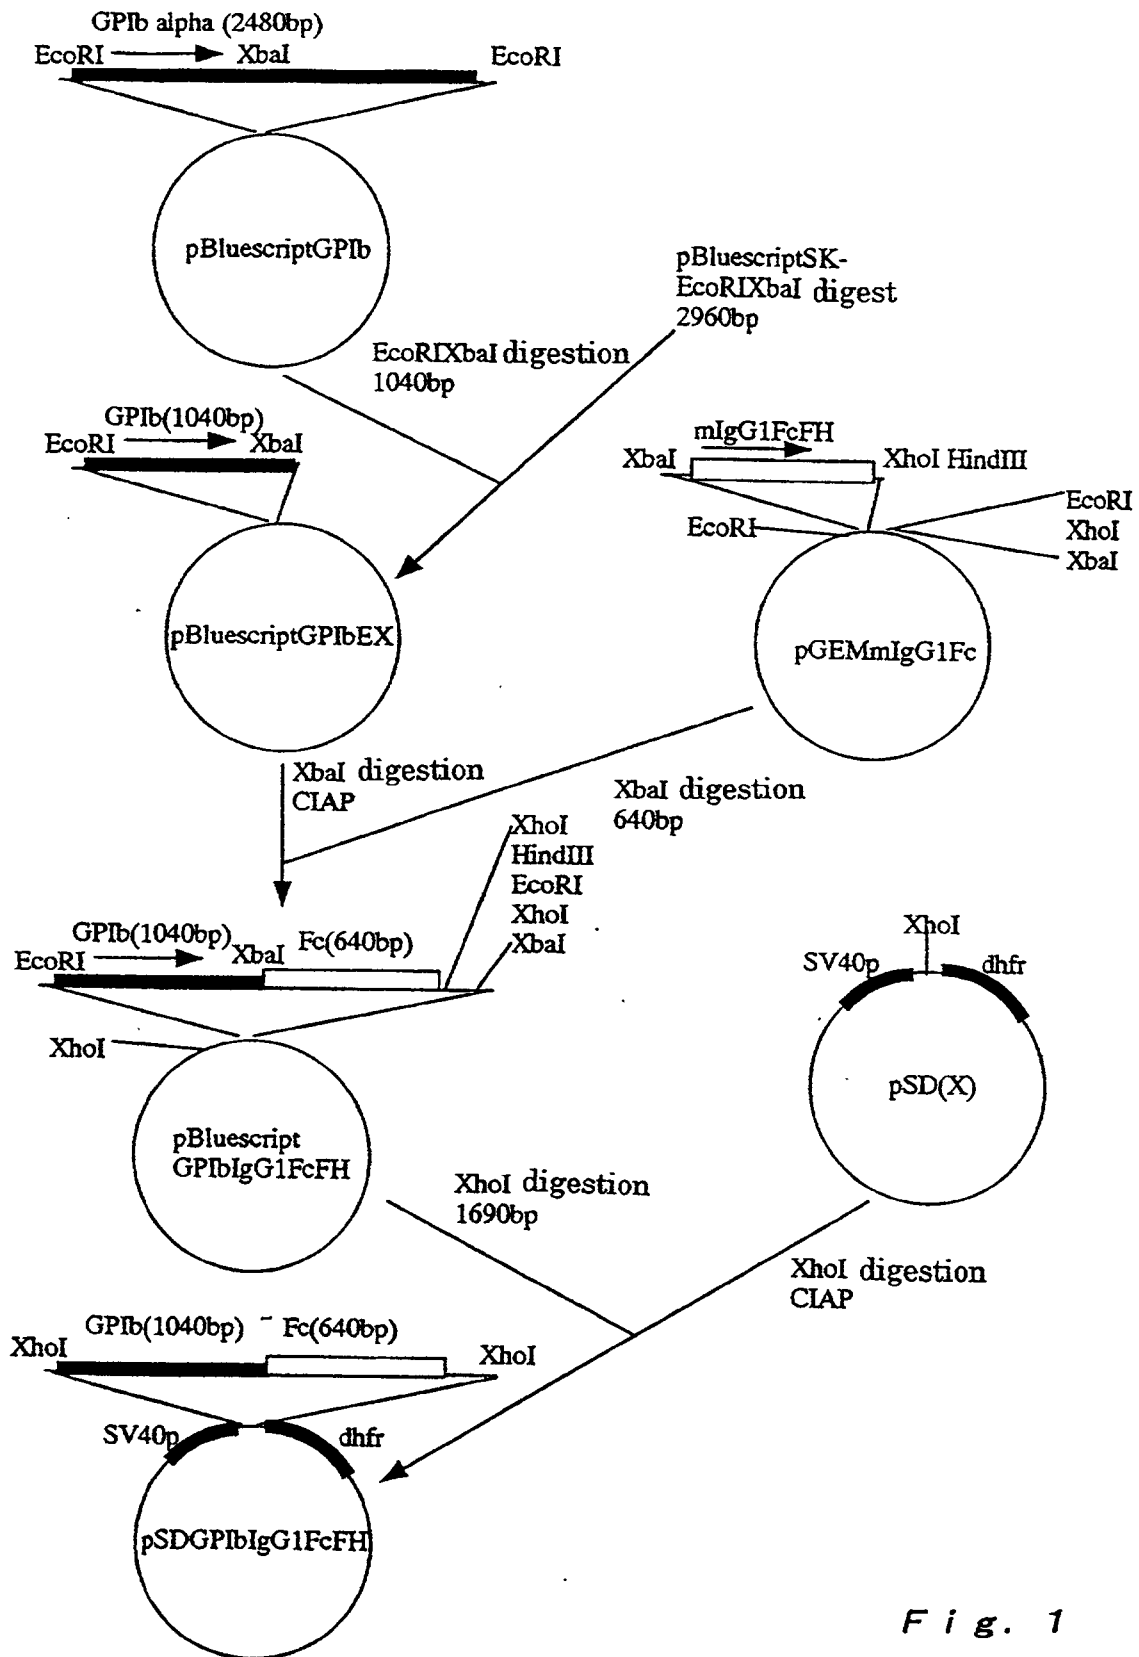 GPIb alpha (2480bp)
EcoRI XbaI EcoRI
pBluescriptGPIb
pBluescriptSK-
EcoRIXbaI digest
2960bp
EcoRIXbaI digestion
1040bp
GPIb(1040bp)
EcoRI XbaI
mIgG1FcFH
XbaI XhoI HindIII
EcoRI
EcoRI
XhoI
XbaI
pBluescriptGPIbEX
pGEMmIgG1Fc
XbaI digestion
CIAP
XbaI digestion
640bp
XhoI
HindIII
EcoRI
XhoI
XbaI
GPIb(1040bp) XbaI Fc(640bp)
EcoRI
XhoI
XhoI
SV40p dhfr
pSD(X)
pBluescript
GPIbIgG1FcFH
XhoI digestion
1690bp
XhoI digestion
CIAP
GPIb(1040bp) Fc(640bp)
XhoI XhoI
SV40p dhfr
pSDGPIbIgG1FcFH
Fig. 1